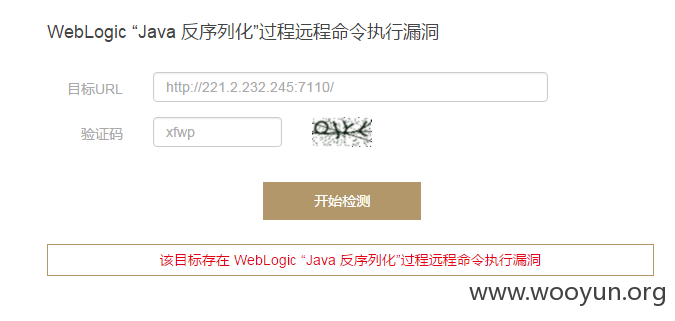 WebLogic “Java 反序列化”过程远程命令执行漏洞
目标URL http://221.2.232.245:7110/
验证码 xfwp
开始检测
该目标存在 WebLogic “Java 反序列化”过程远程命令执行漏洞
www.wooyun.org